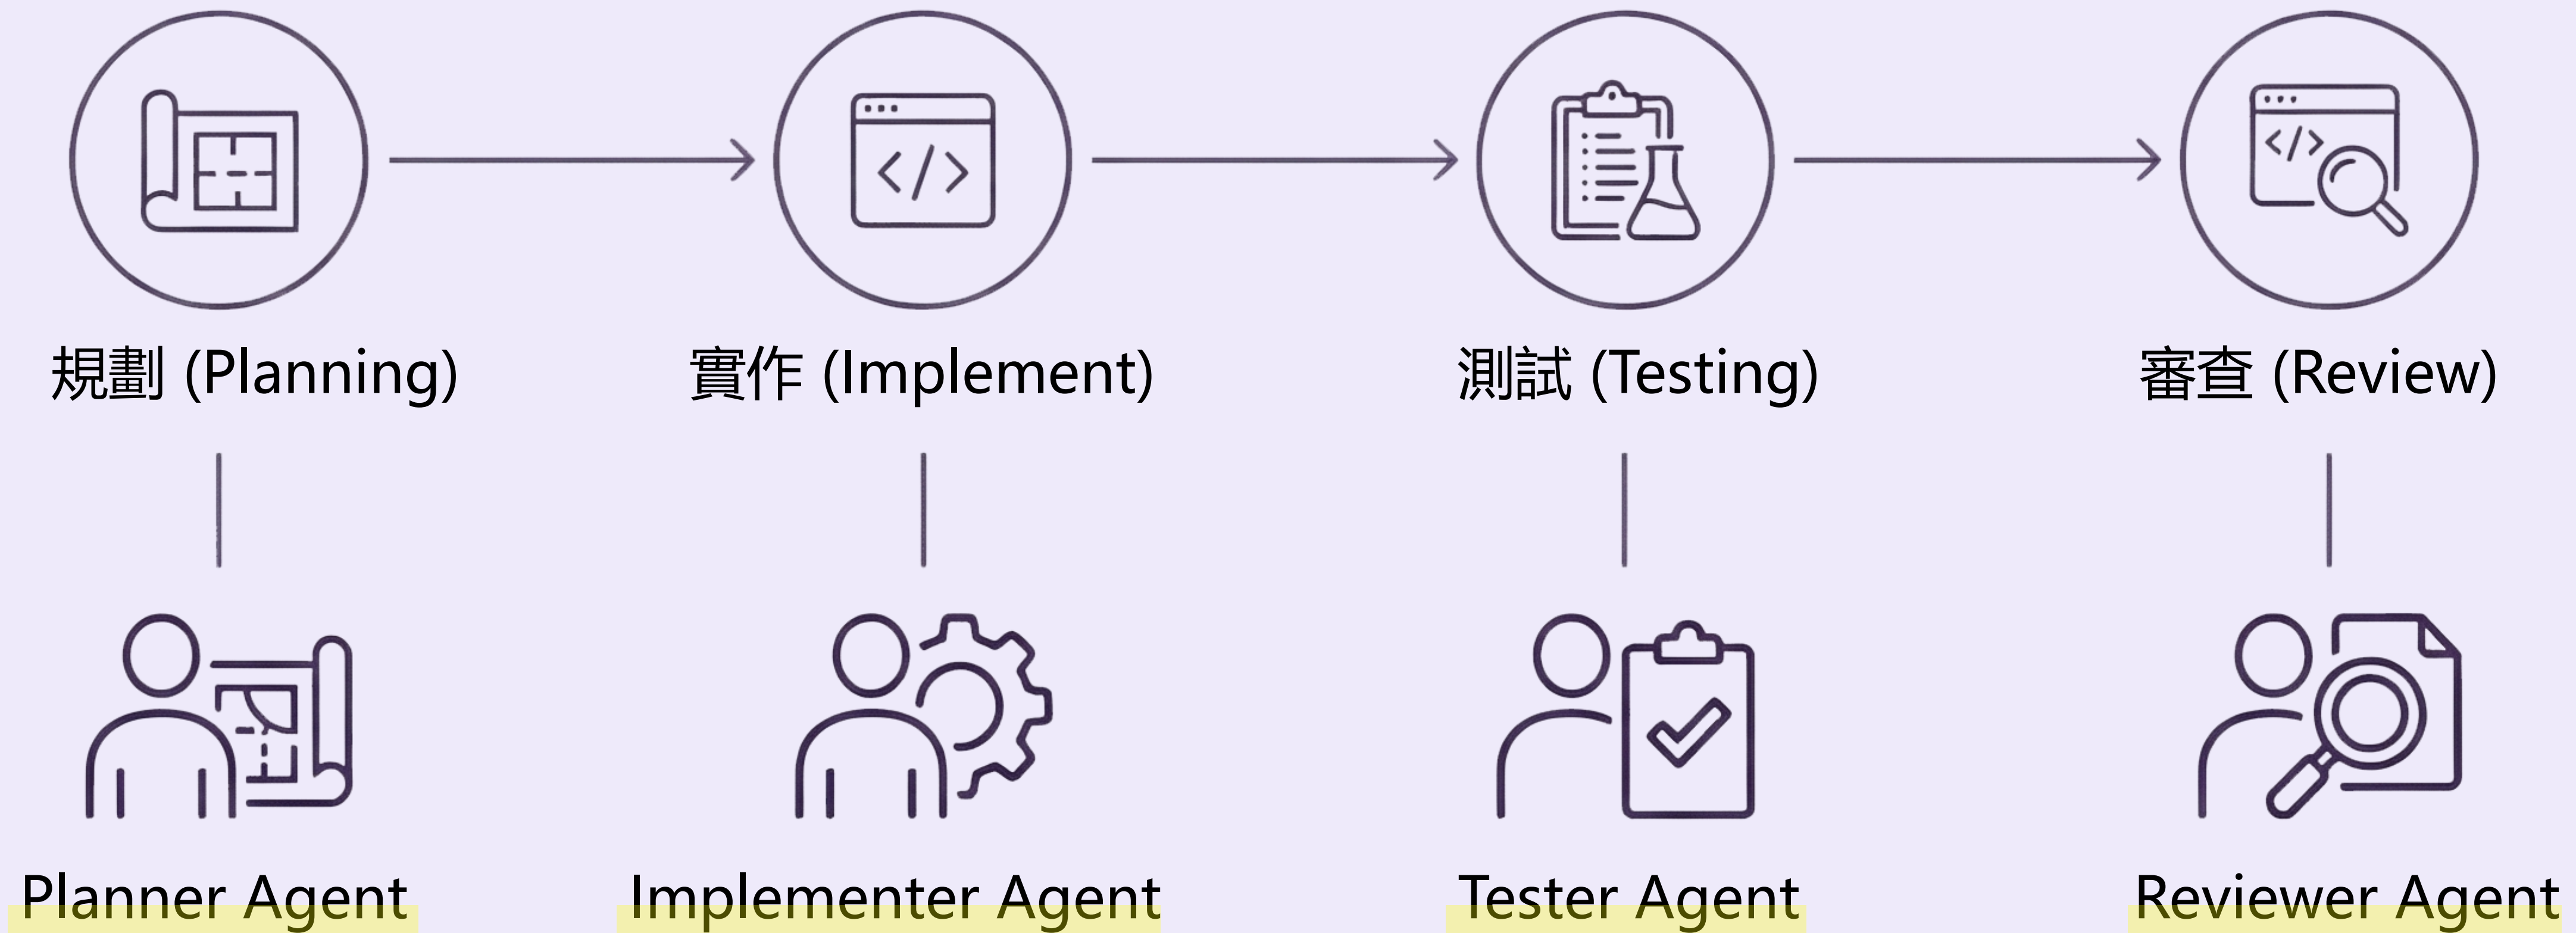 規劃 (Planning)
實作 (Implement)
測試 (Testing)
審查 (Review)
Planner Agent
Implementer Agent
Tester Agent
Reviewer Agent